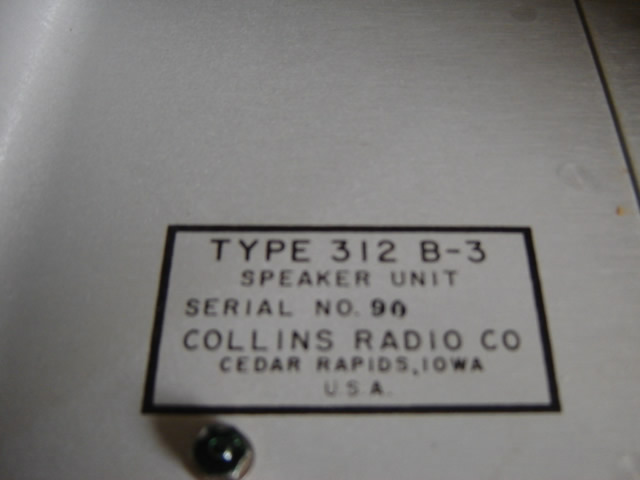 TYPE 312 B-3
SPEAKER UNIT
SERIAL NO. 90
COLLINS RADIO CO
CEDAR RAPIDS, IOWA
U.S.A.